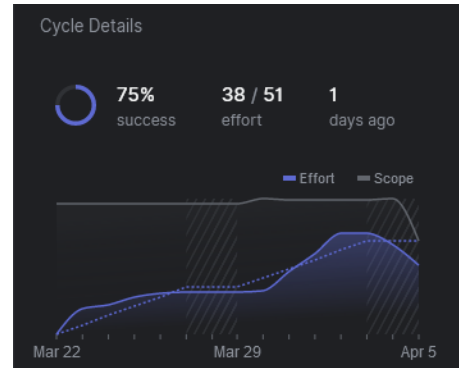 Cycle Details
75% 38 / 51 1
success effort days ago
Effort Scope
Mar 22 Mar 29 Apr 5